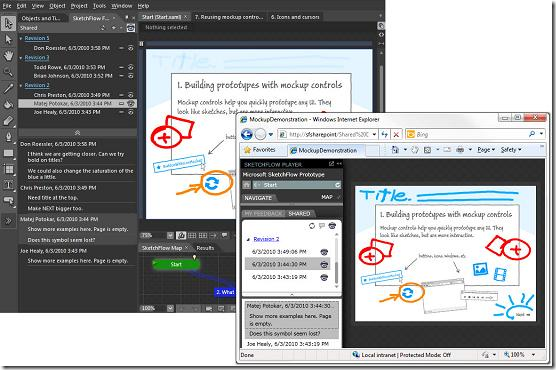 File Edit View Object Project Tools Window Help
Objects and Ti...
SketchFlow F...
Shared
Revision 5
Don Roessler, 6/3/2010 3:58 PM
Revision 3
Todd Rowe, 6/3/2010 3:53 PM
Brian Johnson, 6/3/2010 3:52 PM
Revision 2
Chris Preston, 6/3/2010 3:49 PM
Matej Potokar, 6/3/2010 3:44 PM
Joe Healy, 6/3/2010 3:43 PM
Don Roessler, 6/3/2010 3:58 PM
I think we are getting closer. Can we try bold on titles?
We could also change the saturation of the blue a little.
Chris Preston, 6/3/2010 3:49 PM
Need title at the top.
Make NEXT bigger too.
Matej Potokar, 6/3/2010 3:44 PM
Show more examples here. Page is empty.
Does this symbol seem lost?
Joe Healy, 6/3/2010 3:43 PM
Start (Start.xaml)
7. Reusing mockup contro...
6. Icons and cursors
Nothing selected
1. Building prototypes with mockup controls
Mockup controls help you quickly prototype any UI. They
look like sketches, but are more interactive.
75%
SketchFlow Map
Results
Start
2. What
100%
MockupDemonstration - Windows Internet Explorer
http://sfsharepoint/Shared%20D
Bing
Favorites
MockupDemonstration
Page
Safety
SKETCHFLOW PLAYER
Microsoft SketchFlow Prototype
Start
NAVIGATE
MAP
MY FEEDBACK
SHARED
Revision 2
6/3/2010 3:49:06 PM
6/3/2010 3:44:30 PM
6/3/2010 3:43:19 PM
Matej Potokar, 6/3/2010 3:44:30...
Show more examples here. Page is empty.
Does this symbol seem lost?
Joe Healy, 6/3/2010 3:43:19 PM
Title.
1. Building prototypes with mockup controls
Mockup controls help you quickly prototype any UI. They
look like sketches, but are more interactive.
buttons, icons, windows, etc.
Next
Done
Local intranet | Protected Mode: Off
100%